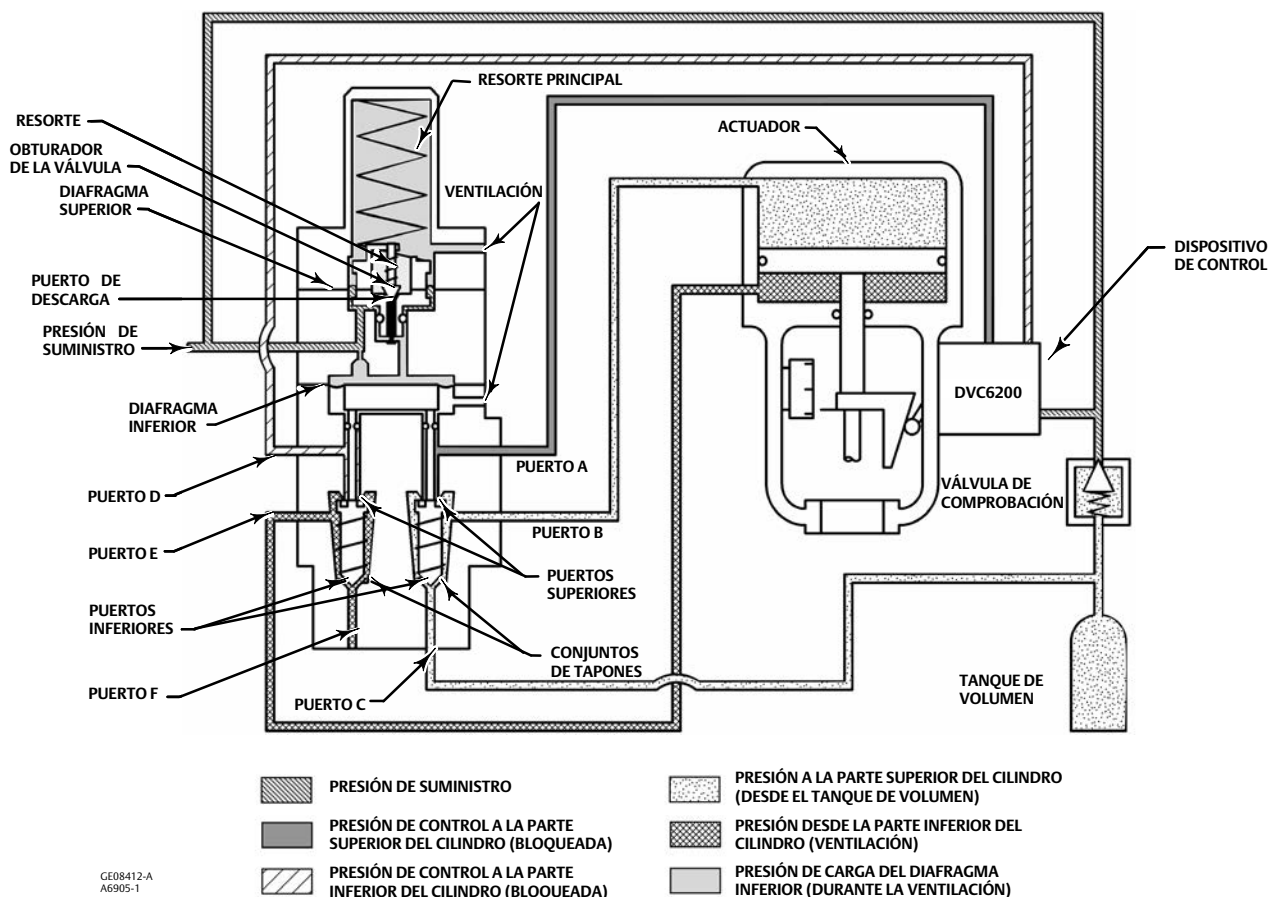 RESORTE PRINCIPAL
RESORTE
OBTURADOR
DE LA VÁLVULA
DIAFRAGMA
SUPERIOR
PUERTO DE
DESCARGA
PRESIÓN DE
SUMINISTRO
VENTILACIÓN
ACTUADOR
DISPOSITIVO
DE CONTROL
DVC6200
DIAFRAGMA
INFERIOR
PUERTO A
PUERTO D
PUERTO B
PUERTO E
VÁLVULA DE
COMPROBACIÓN
PUERTOS
SUPERIORES
PUERTOS
INFERIORES
CONJUNTOS
DE TAPONES
PUERTO F
PUERTO C
TANQUE DE
VOLUMEN
PRESIÓN DE SUMINISTRO
PRESIÓN DE CONTROL A LA PARTE
SUPERIOR DEL CILINDRO (BLOQUEADA)
PRESIÓN DE CONTROL A LA PARTE
INFERIOR DEL CILINDRO (BLOQUEADA)
PRESIÓN A LA PARTE SUPERIOR DEL CILINDRO
(DESDE EL TANQUE DE VOLUMEN)
PRESIÓN DESDE LA PARTE INFERIOR DEL
CILINDRO (VENTILACIÓN)
PRESIÓN DE CARGA DEL DIAFRAGMA
INFERIOR (DURANTE LA VENTILACIÓN)
GE08412-A
A6905-1